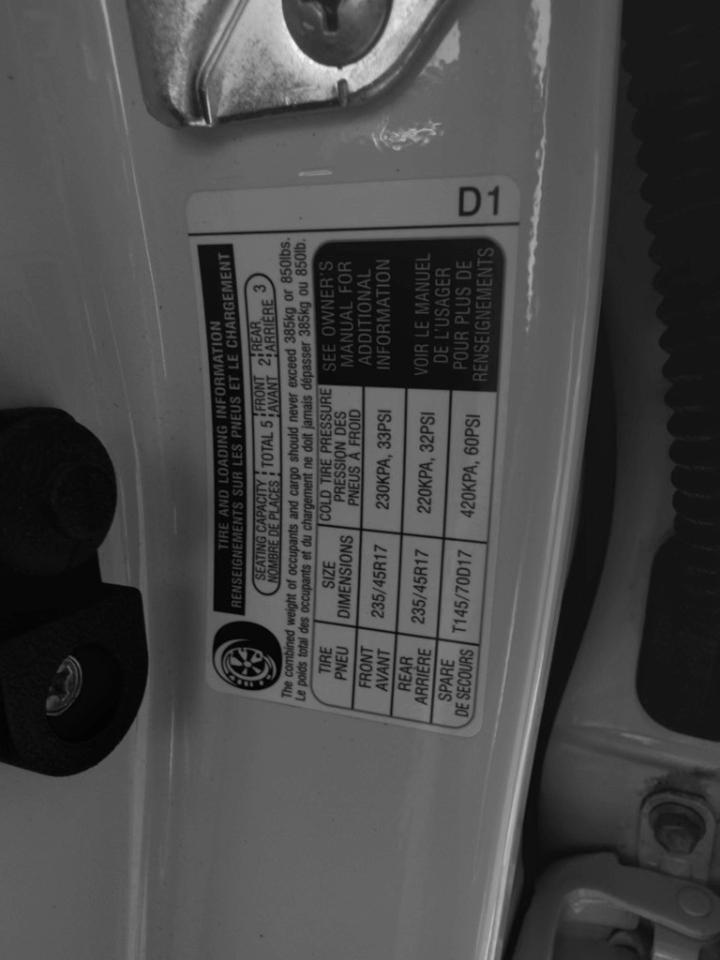 D1
TIRE AND LOADING INFORMATION
RENSEIGNEMENTS SUR LES PNEUS ET LE CHARGEMENT
SEATING CAPACITY TOTAL 5 FRONT 2 REAR 3
NOMBRE DE PLACES AVANT ARRIÈRE
The combined weight of occupants and cargo should never exceed 385kg or 850lbs.
Le poids total des occupants et du chargement ne doit jamais dépasser 385kg ou 850lb.
TIRE SIZE COLD TIRE PRESSURE
PNEU DIMENSIONS PRESSION DES
PNEUS À FROID
FRONT 235/45R17 230KPA, 33PSI
AVANT
REAR 235/45R17 220KPA, 32PSI
ARRIÈRE
SPARE T145/70D17 420KPA, 60PSI
DE SECOURS
SEE OWNER'S
MANUAL FOR
ADDITIONAL
INFORMATION
VOIR LE MANUEL
DE L'USAGER
POUR PLUS DE
RENSEIGNEMENTS